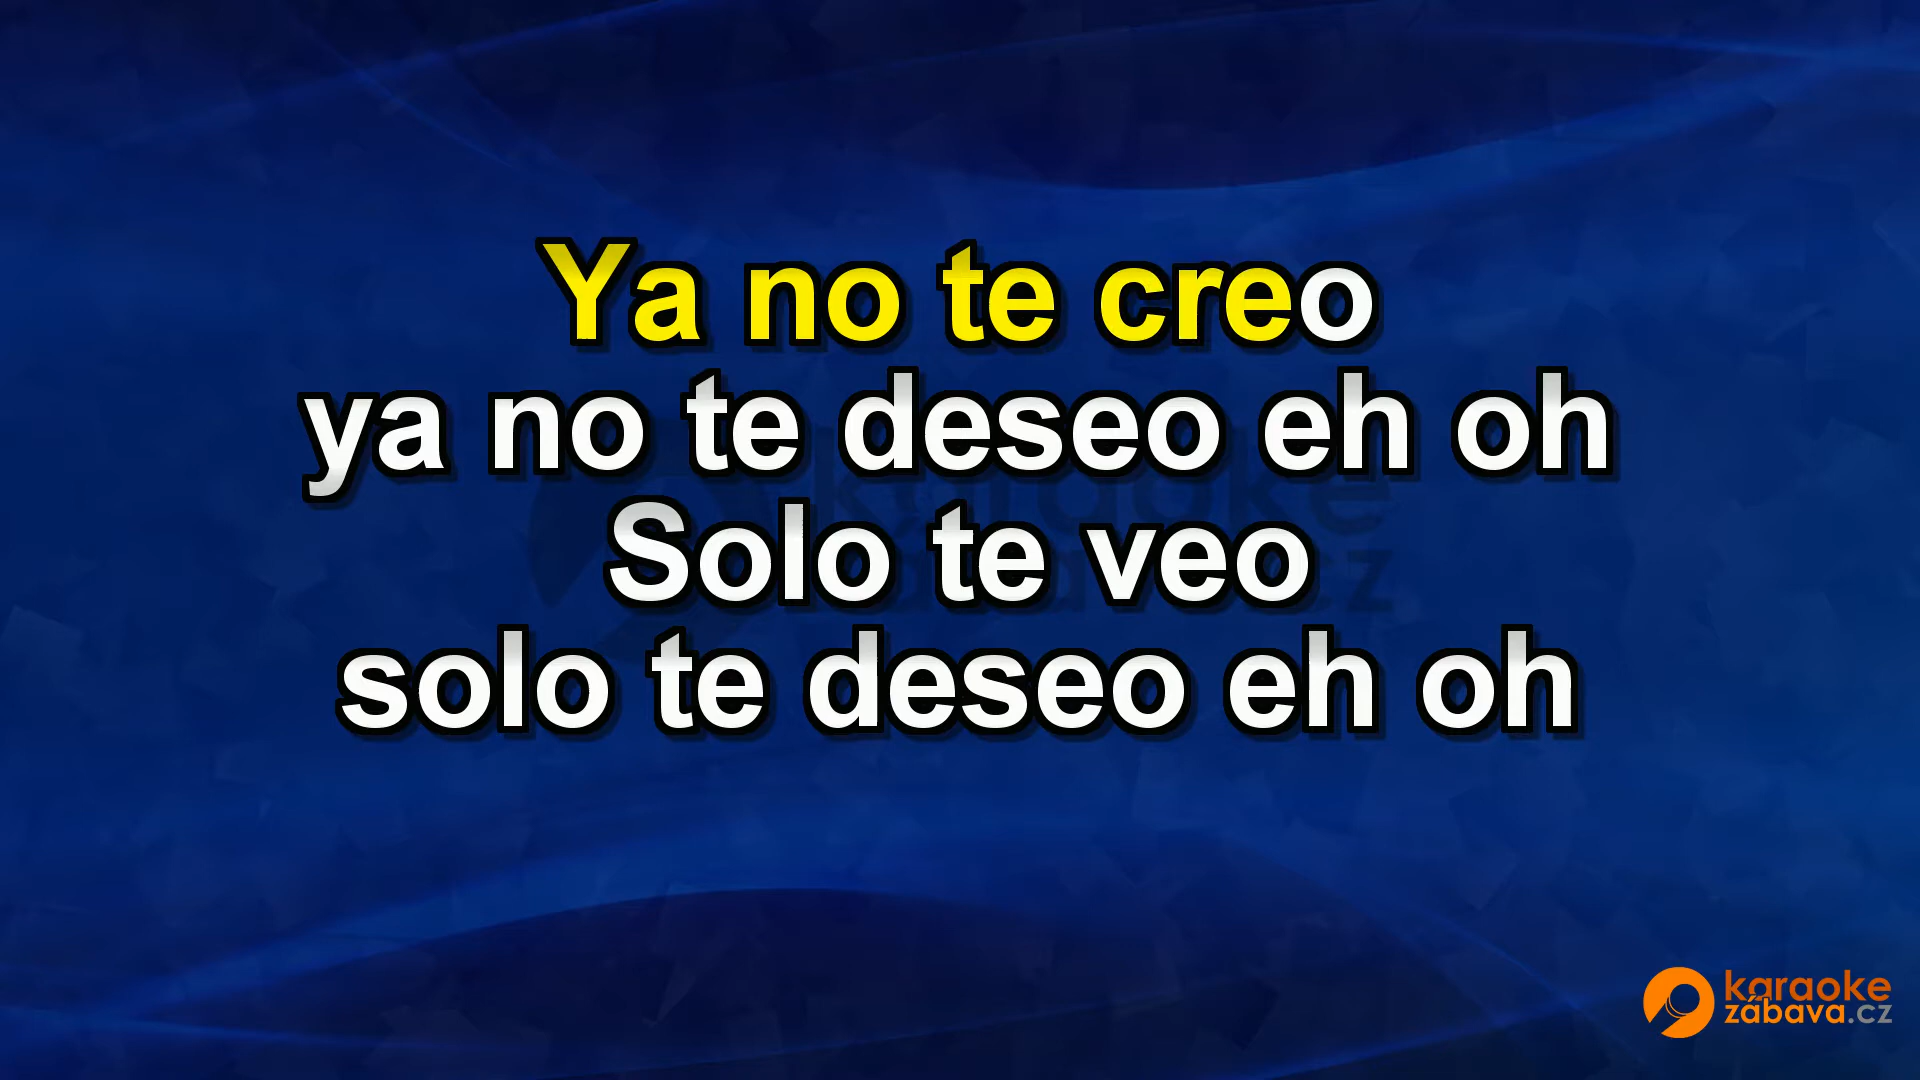 Ya no te creo
ya no te deseo eh oh
Solo te veo
solo te deseo eh oh
karaoke
zábava.cz